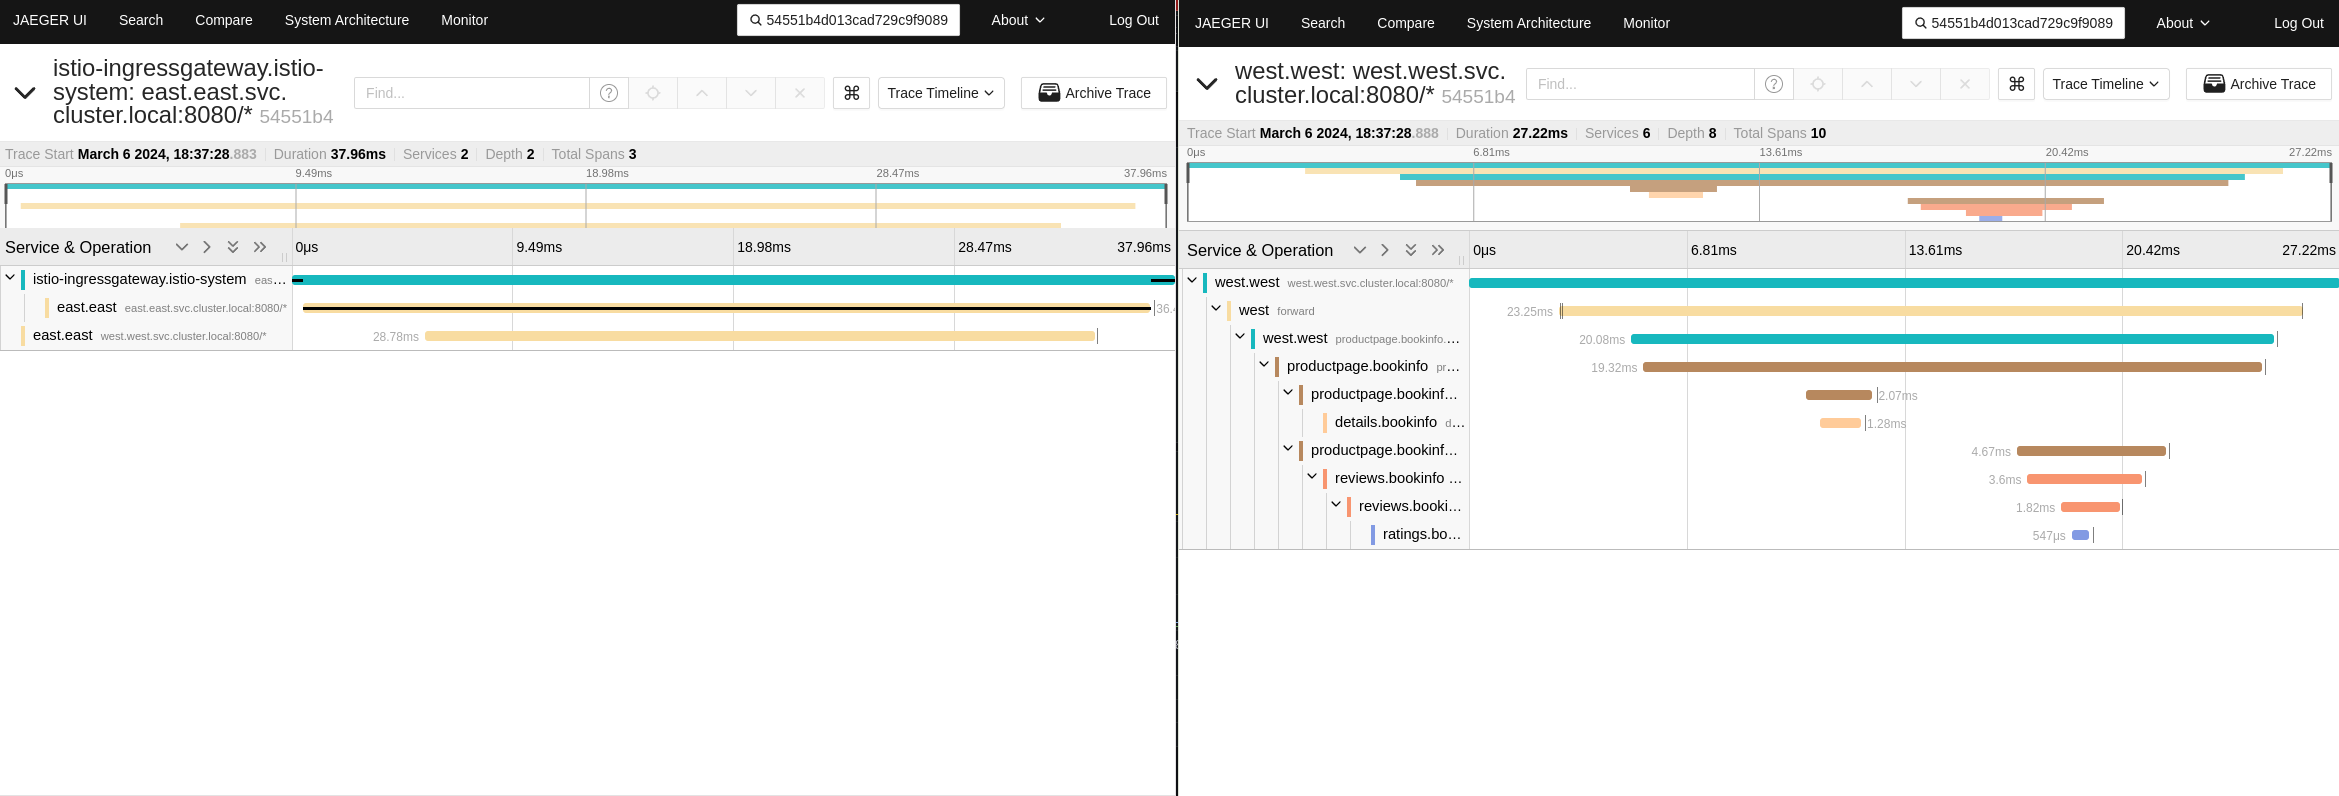 JAEGER UI Search Compare System Architecture Monitor 54551b4d013cad729c9f9089 About Log Out
istio-ingressgateway.istio-
system: east.east.svc.
cluster.local:8080/* 54551b4
Find... ? ⌘ Trace Timeline Archive Trace
Trace Start March 6 2024, 18:37:28.883 Duration 37.96ms Services 2 Depth 2 Total Spans 3
0μs 9.49ms 18.98ms 28.47ms 37.96ms
Service & Operation 0μs 9.49ms 18.98ms 28.47ms 37.96ms
istio-ingressgateway.istio-system eas…
east.east east.east.svc.cluster.local:8080/* 36.4
east.east west.west.svc.cluster.local:8080/* 28.78ms
JAEGER UI Search Compare System Architecture Monitor 54551b4d013cad729c9f9089 About Log Out
west.west: west.west.svc.
cluster.local:8080/* 54551b4
Find... ? ⌘ Trace Timeline Archive Trace
Trace Start March 6 2024, 18:37:28.888 Duration 27.22ms Services 6 Depth 8 Total Spans 10
0μs 6.81ms 13.61ms 20.42ms 27.22ms
Service & Operation 0μs 6.81ms 13.61ms 20.42ms 27.22ms
west.west west.west.svc.cluster.local:8080/*
west forward 23.25ms
west.west productpage.bookinfo.… 20.08ms
productpage.bookinfo pr… 19.32ms
productpage.bookinf… 2.07ms
details.bookinfo d… 1.28ms
productpage.bookinf… 4.67ms
reviews.bookinfo … 3.6ms
reviews.booki… 1.82ms
ratings.bo… 547μs